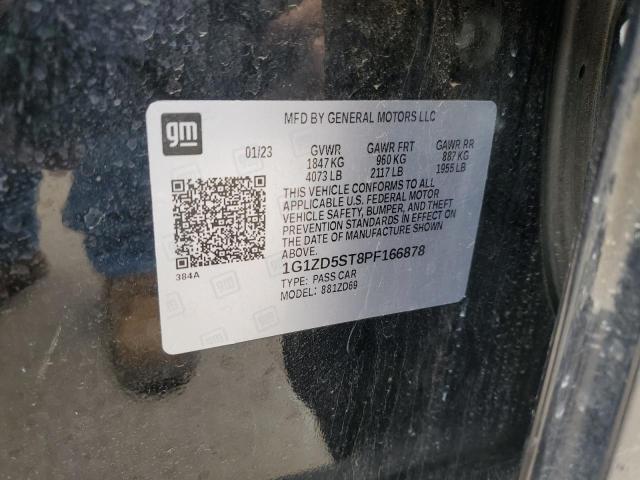 gm
MFD BY GENERAL MOTORS LLC
01/23 GVWR GAWR FRT GAWR RR
1847 KG 960 KG 887 KG
4073 LB 2117 LB 1955 LB
THIS VEHICLE CONFORMS TO ALL
APPLICABLE U.S. FEDERAL MOTOR
VEHICLE SAFETY, BUMPER, AND THEFT
PREVENTION STANDARDS IN EFFECT ON
THE DATE OF MANUFACTURE SHOWN
ABOVE.
384A
1G1ZD5ST8PF166878
TYPE: PASS CAR
MODEL: 881ZD69